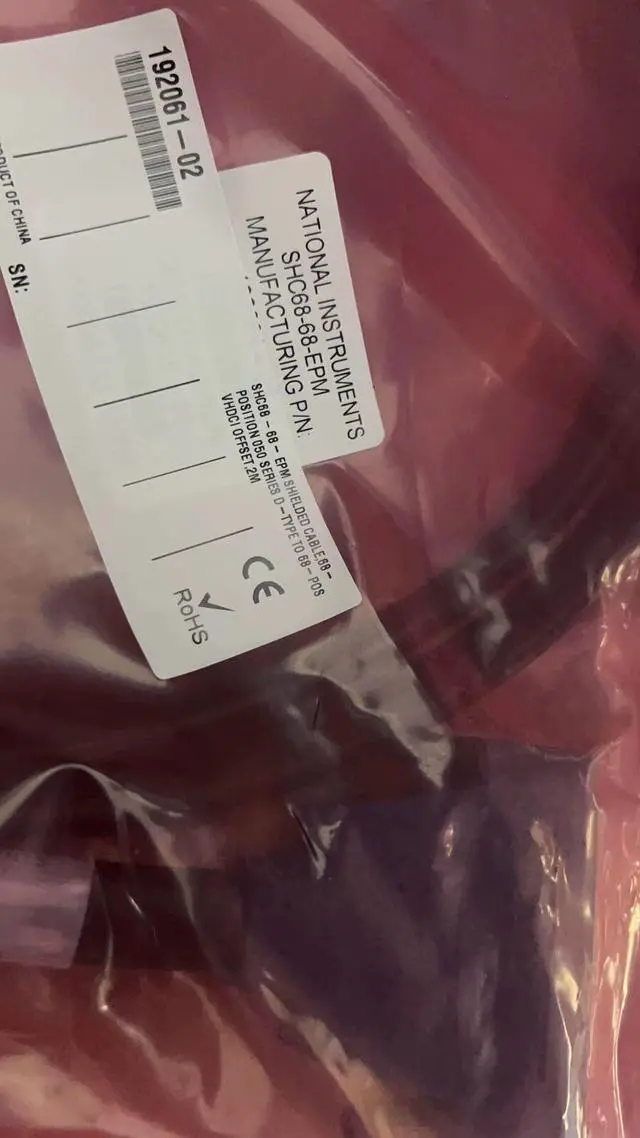 192061-02
SHC68 - 68 - EPM SHIELDED CABLE,68-
POSITION 050 SERIES D-TYPE TO 68-POS
VHDCI OFFSET,2M
CE
RoHS
OF CHINA
SN:
NATIONAL INSTRUMENTS
SHC68-68-EPM
MANUFACTURING P/N: